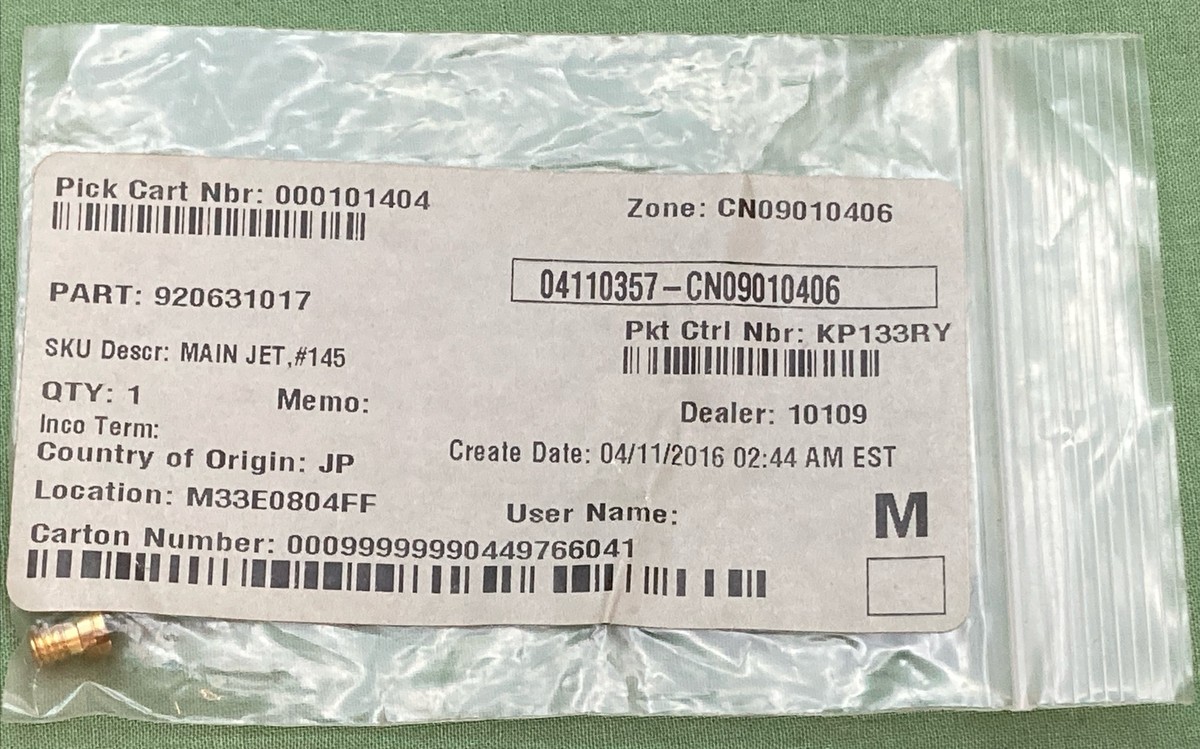 Pick Cart Nbr: 000101404
Zone: CN09010406
04110357-CN09010406
PART: 920631017
Pkt Ctrl Nbr: KP133RY
SKU Descr: MAIN JET,#145
QTY: 1 Memo:
Dealer: 10109
Inco Term:
Country of Origin: JP
Create Date: 04/11/2016 02:44 AM EST
Location: M33E0804FF
User Name:
M
Carton Number: 00099999990449766041